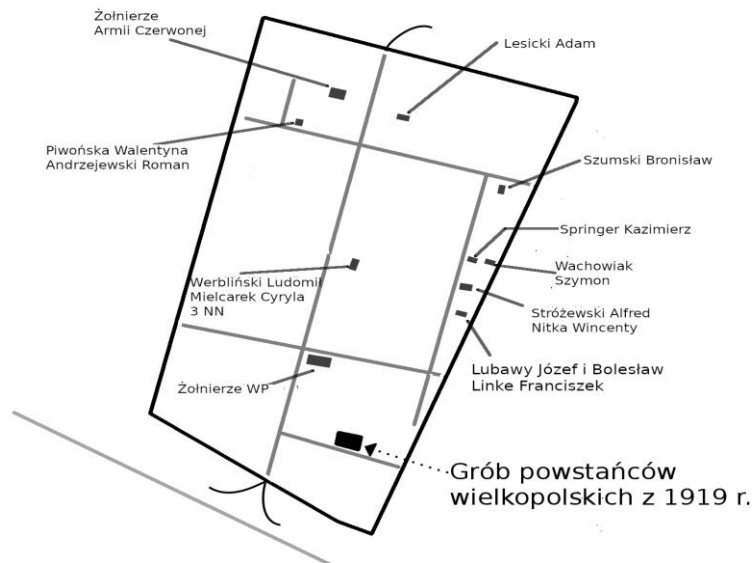 Żołnierze
Armii Czerwonej
Lesicki Adam
Piwońska Walentyna
Andrzejewski Roman
Szumski Bronisław
Springer Kazimierz
Wachowiak
Szymon
Werbliński Ludomił
Mielcarek Cyryla
3 NN
Stróżewski Alfred
Nitka Wincenty
Lubawy Józef i Bolesław
Linke Franciszek
Żołnierze WP
Grób powstańców
wielkopolskich z 1919 r.